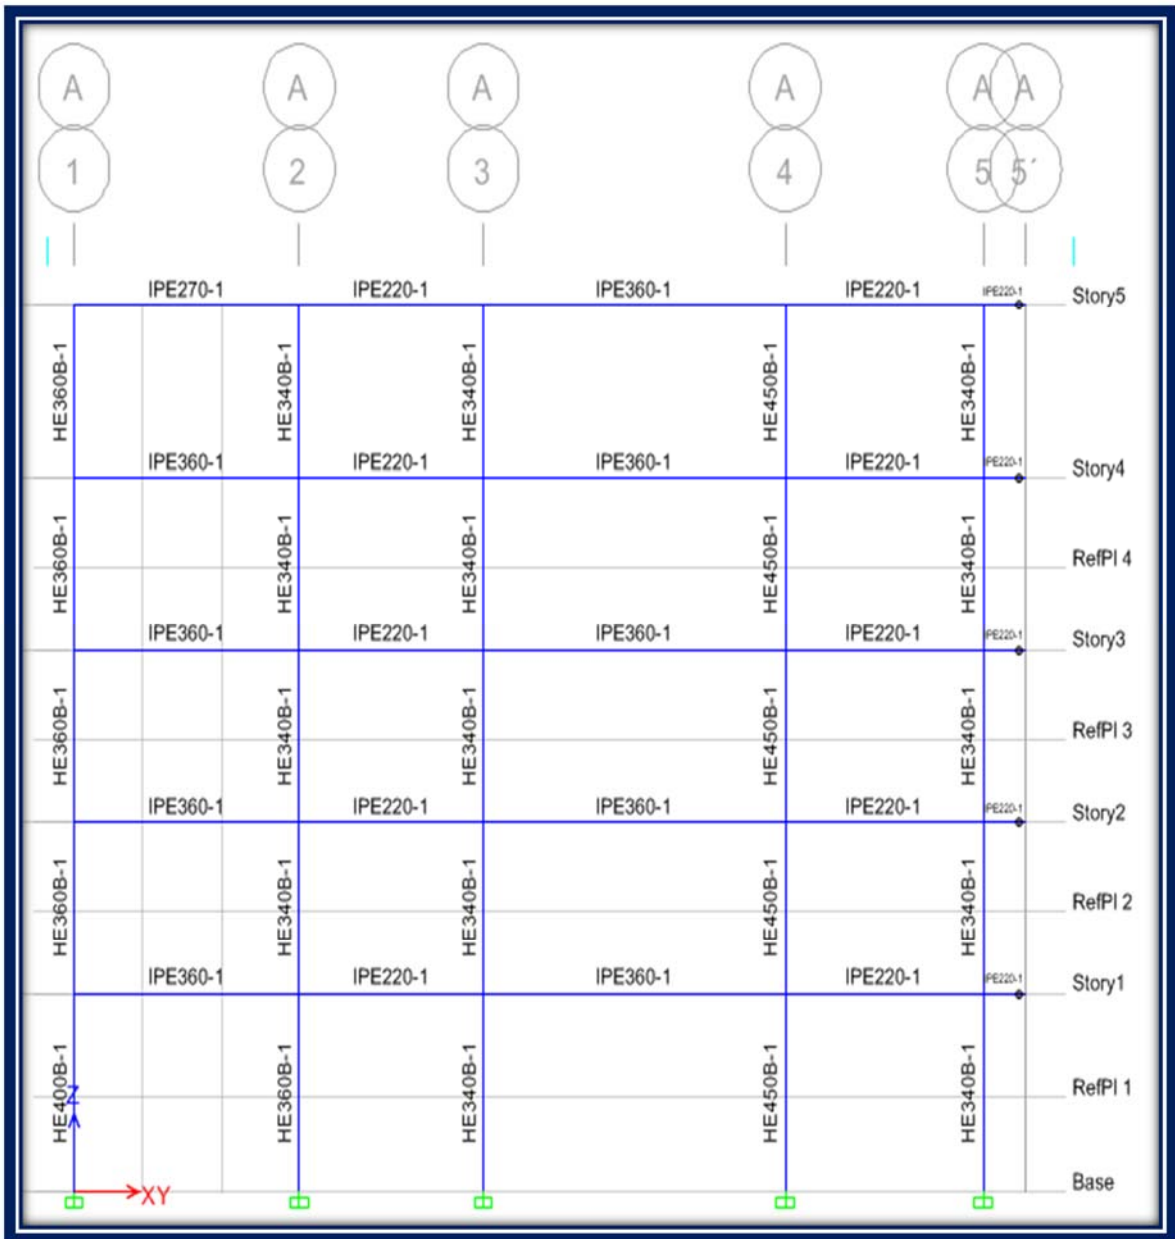 A A A A A A
1 2 3 4 5 5´
IPE270-1 IPE220-1 IPE360-1 IPE220-1 IPE220-1 Story5
HE360B-1 HE340B-1 HE340B-1 HE450B-1 HE340B-1
IPE360-1 IPE220-1 IPE360-1 IPE220-1 IPE220-1 Story4
HE360B-1 HE340B-1 HE340B-1 HE450B-1 HE340B-1 RefPl 4
IPE360-1 IPE220-1 IPE360-1 IPE220-1 IPE220-1 Story3
HE360B-1 HE340B-1 HE340B-1 HE450B-1 HE340B-1 RefPl 3
IPE360-1 IPE220-1 IPE360-1 IPE220-1 IPE220-1 Story2
HE360B-1 HE340B-1 HE340B-1 HE450B-1 HE340B-1 RefPl 2
IPE360-1 IPE220-1 IPE360-1 IPE220-1 IPE220-1 Story1
HE400B-1 HE360B-1 HE340B-1 HE450B-1 HE340B-1 RefPl 1
Z
XY
Base